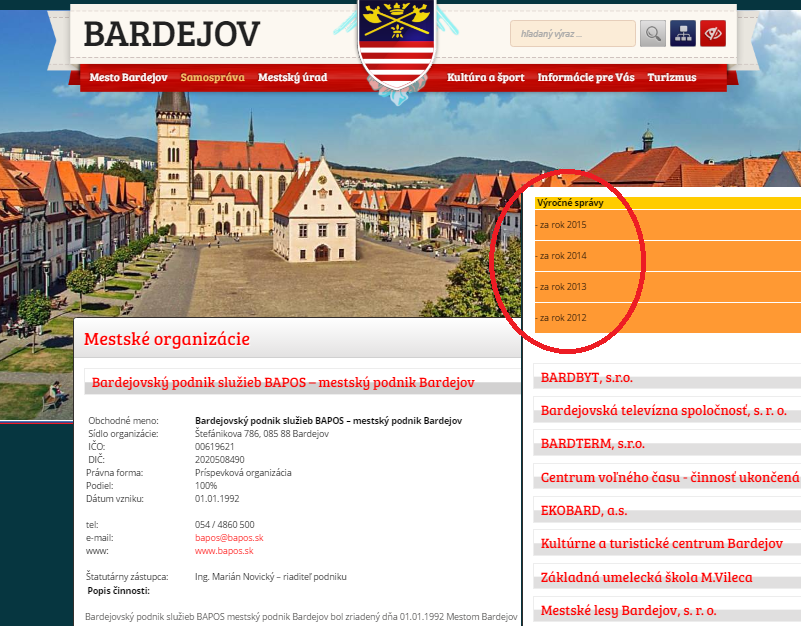 BARDEJOV
hľadaný výraz ...
Mesto Bardejov Samospráva Mestský úrad Kultúra a šport Informácie pre Vás Turizmus
Výročné správy
- za rok 2015
- za rok 2014
- za rok 2013
- za rok 2012
Mestské organizácie
Bardejovský podnik služieb BAPOS – mestský podnik Bardejov
Obchodné meno: Bardejovský podnik služieb BAPOS – mestský podnik Bardejov
Sídlo organizácie: Štefánikova 786, 085 88 Bardejov
IČO: 00619621
DIČ: 2020508490
Právna forma: Príspevková organizácia
Podiel: 100%
Dátum vzniku: 01.01.1992
tel: 054 / 4860 500
e-mail: bapos@bapos.sk
www: www.bapos.sk
Štatutárny zástupca: Ing. Marián Novický – riaditeľ podniku
Popis činnosti:
Bardejovský podnik služieb BAPOS mestský podnik Bardejov bol zriadený dňa 01.01.1992 Mestom Bardejov
BARDBYT, s.r.o.
Bardejovská televízna spoločnosť, s. r. o.
BARDTERM, s.r.o.
Centrum voľného času - činnosť ukončená
EKOBARD, a.s.
Kultúrne a turistické centrum Bardejov
Základná umelecká škola M.Vileca
Mestské lesy Bardejov, s. r. o.